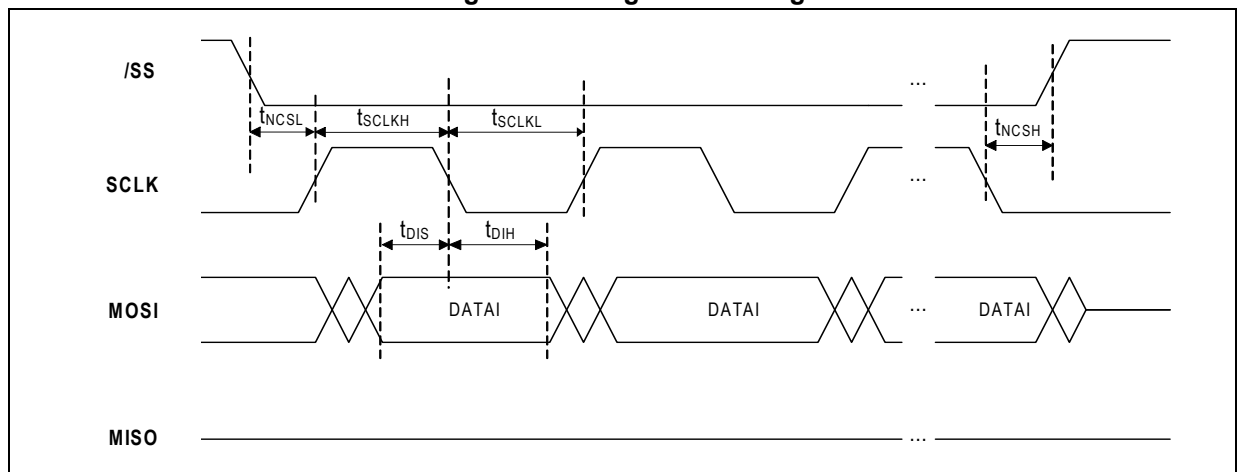 /SS
...
tNCSL
tSCLKH
tSCLKL
tNCSH
SCLK
...
tDIS
tDIH
MOSI
DATAI
DATAI
...
DATAI
MISO
...